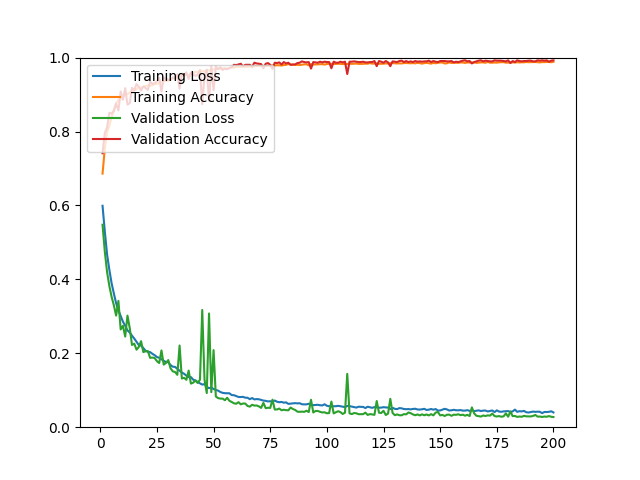 1.0
0.8
0.6
0.4
0.2
0.0
Training Loss
Training Accuracy
Validation Loss
Validation Accuracy
0 25 50 75 100 125 150 175 200